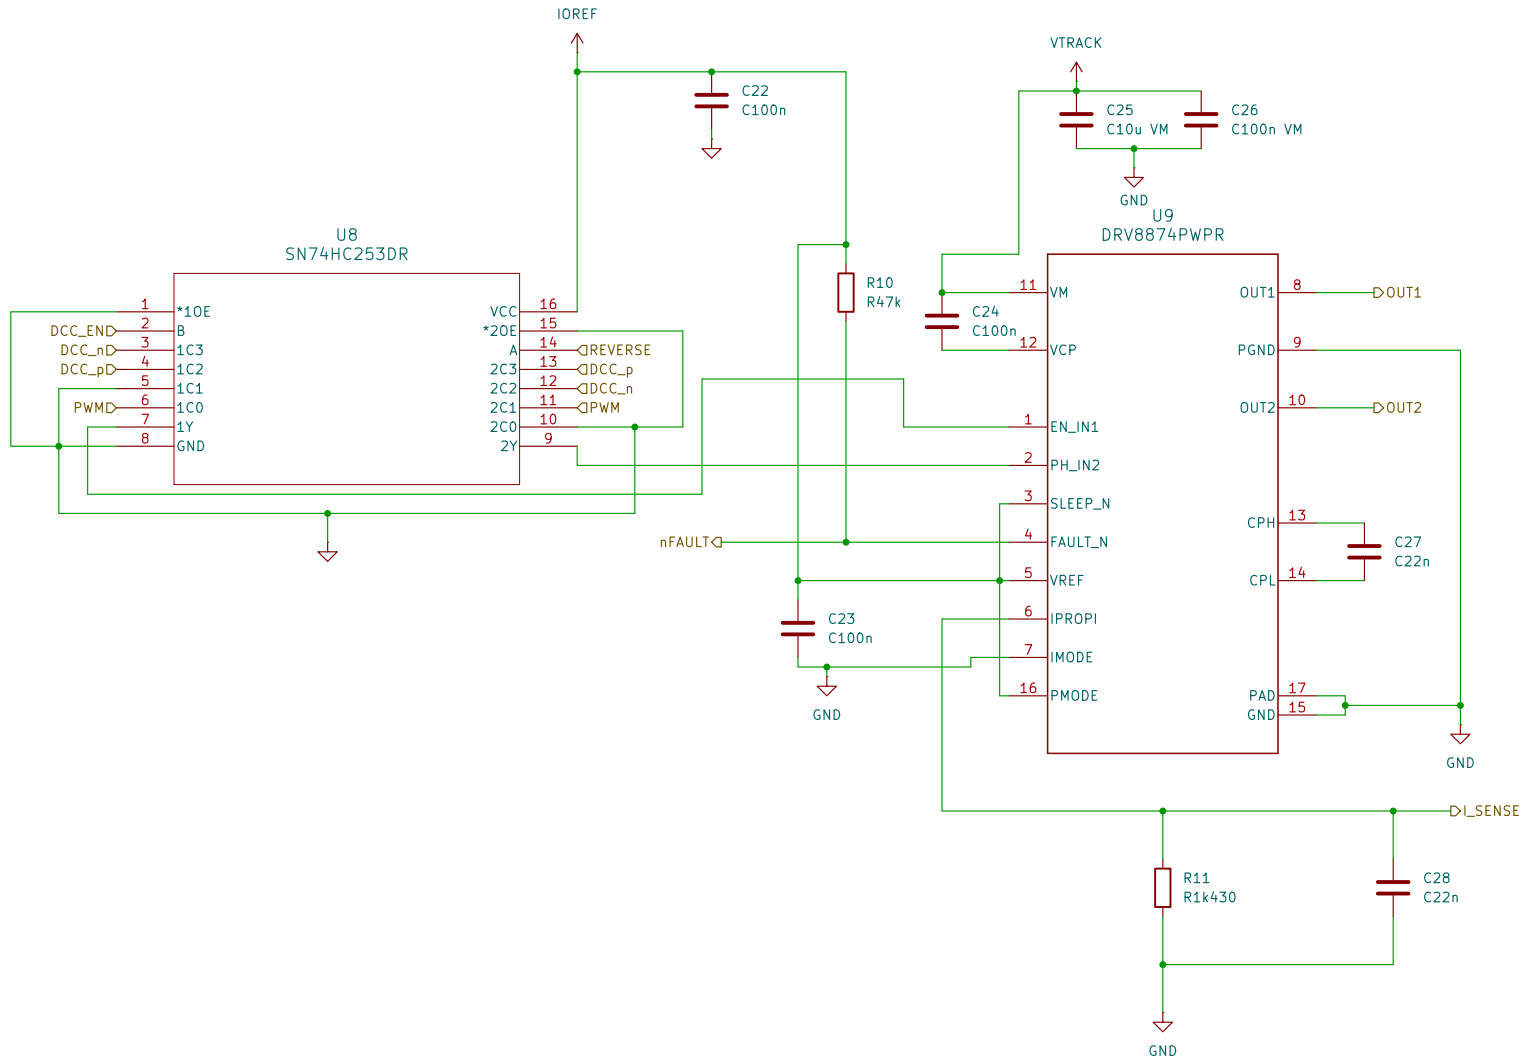 IOREF
VTRACK
C22
C100n
C25
C10u VM
C26
C100n VM
GND
U8
SN74HC253DR
1
*1OE
2
B
DCC_EN
3
1C3
DCC_n
4
1C2
DCC_p
5
1C1
6
1C0
PWM
7
1Y
8
GND
VCC
16
*2OE
15
A
14
REVERSE
2C3
13
DCC_p
2C2
12
DCC_n
2C1
11
PWM
2C0
10
2Y
9
R10
R47k
C24
C100n
U9
DRV8874PWPR
11
VM
12
VCP
1
EN_IN1
2
PH_IN2
3
SLEEP_N
nFAULT
4
FAULT_N
5
VREF
6
IPROPI
7
IMODE
16
PMODE
OUT1
8
OUT1
PGND
9
OUT2
10
OUT2
CPH
13
CPL
14
C27
C22n
PAD
17
GND
15
GND
C23
C100n
GND
I_SENSE
R11
R1k430
C28
C22n
GND